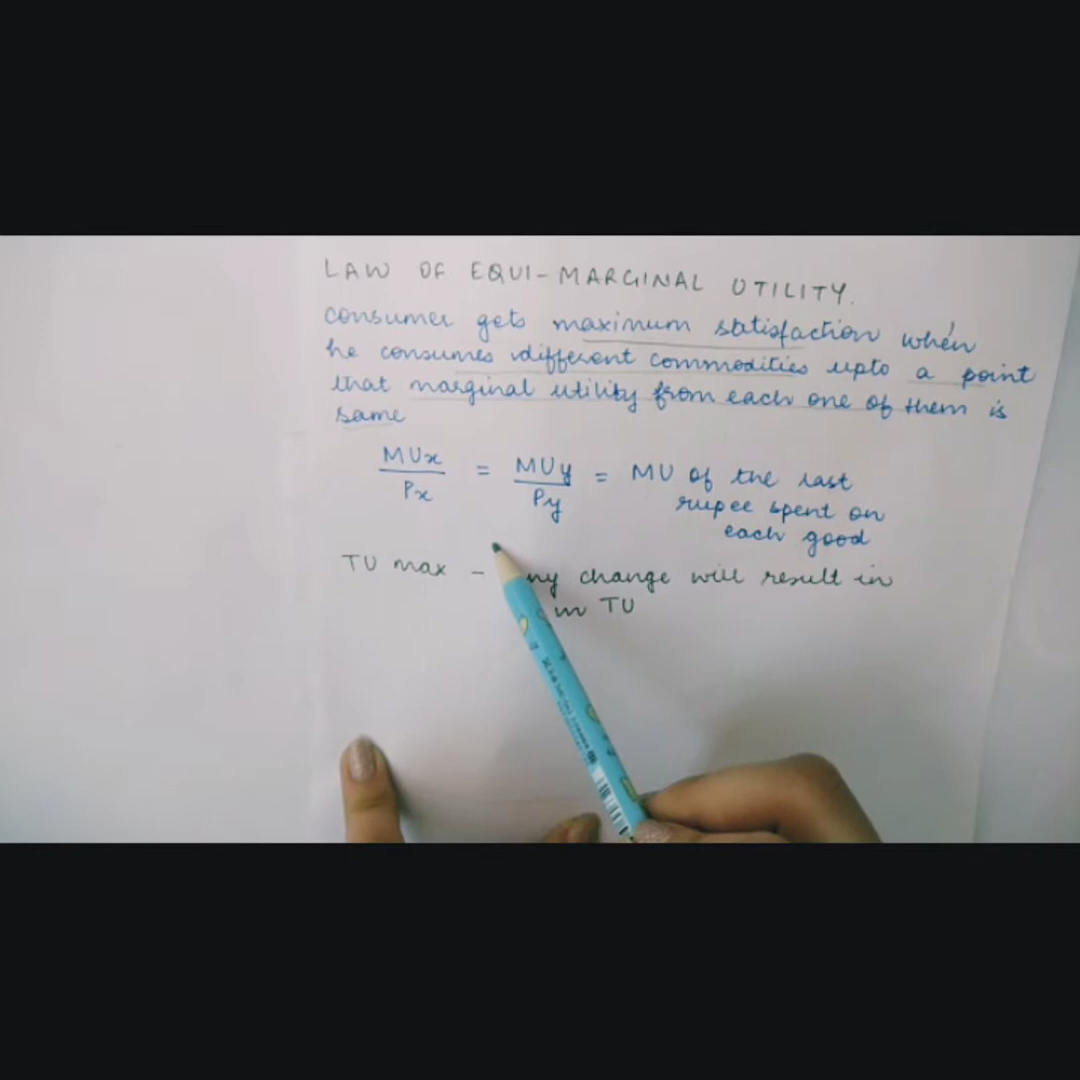 LAW OF EQUI-MARGINAL UTILITY.
consumer gets maximum satisfaction when
he consumes different commodities upto a point
that marginal utility from each one of them is
same
MUx = MUy = MU of the last
Px Py rupee spent on
each good
TU max - ny change will result in
in TU